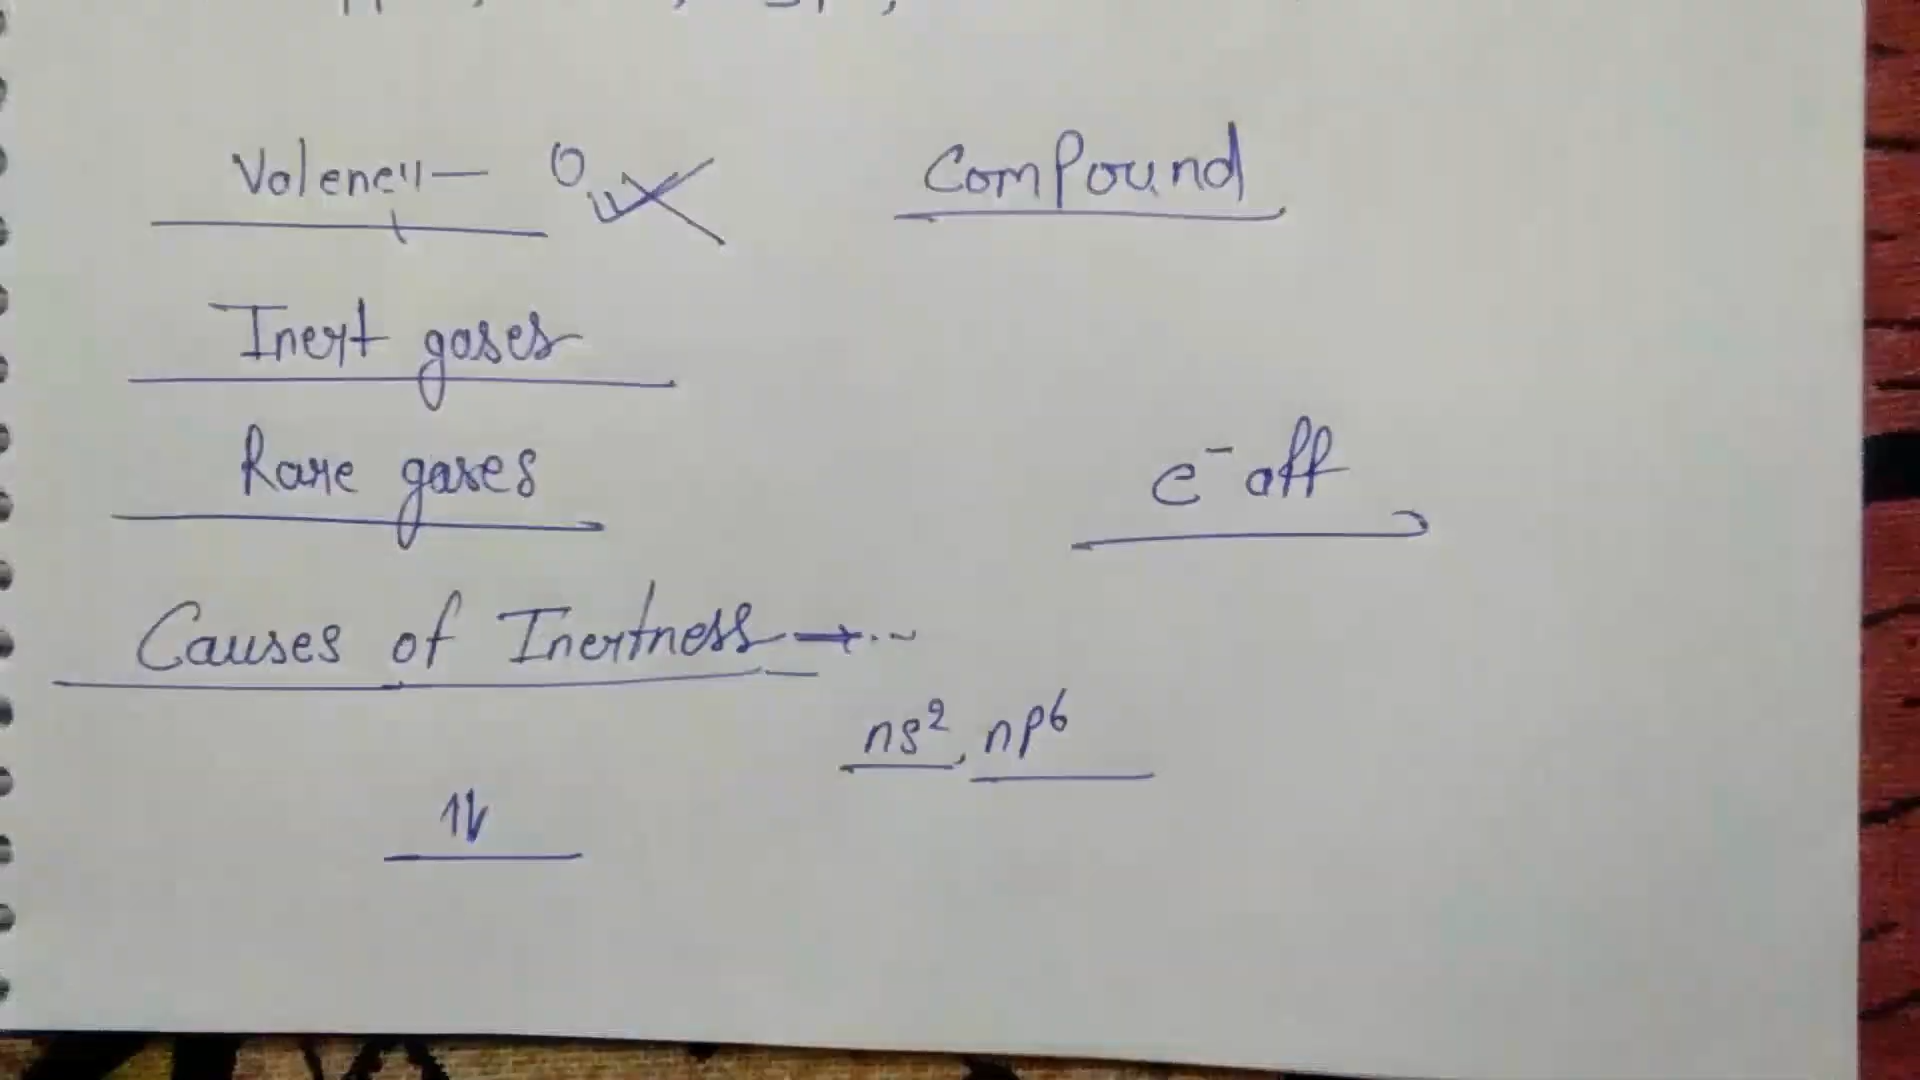 Valency — 0 Compound
Inert gases
Rare gases
e⁻ aff
Causes of Inertness →
ns², np⁶
↑↓